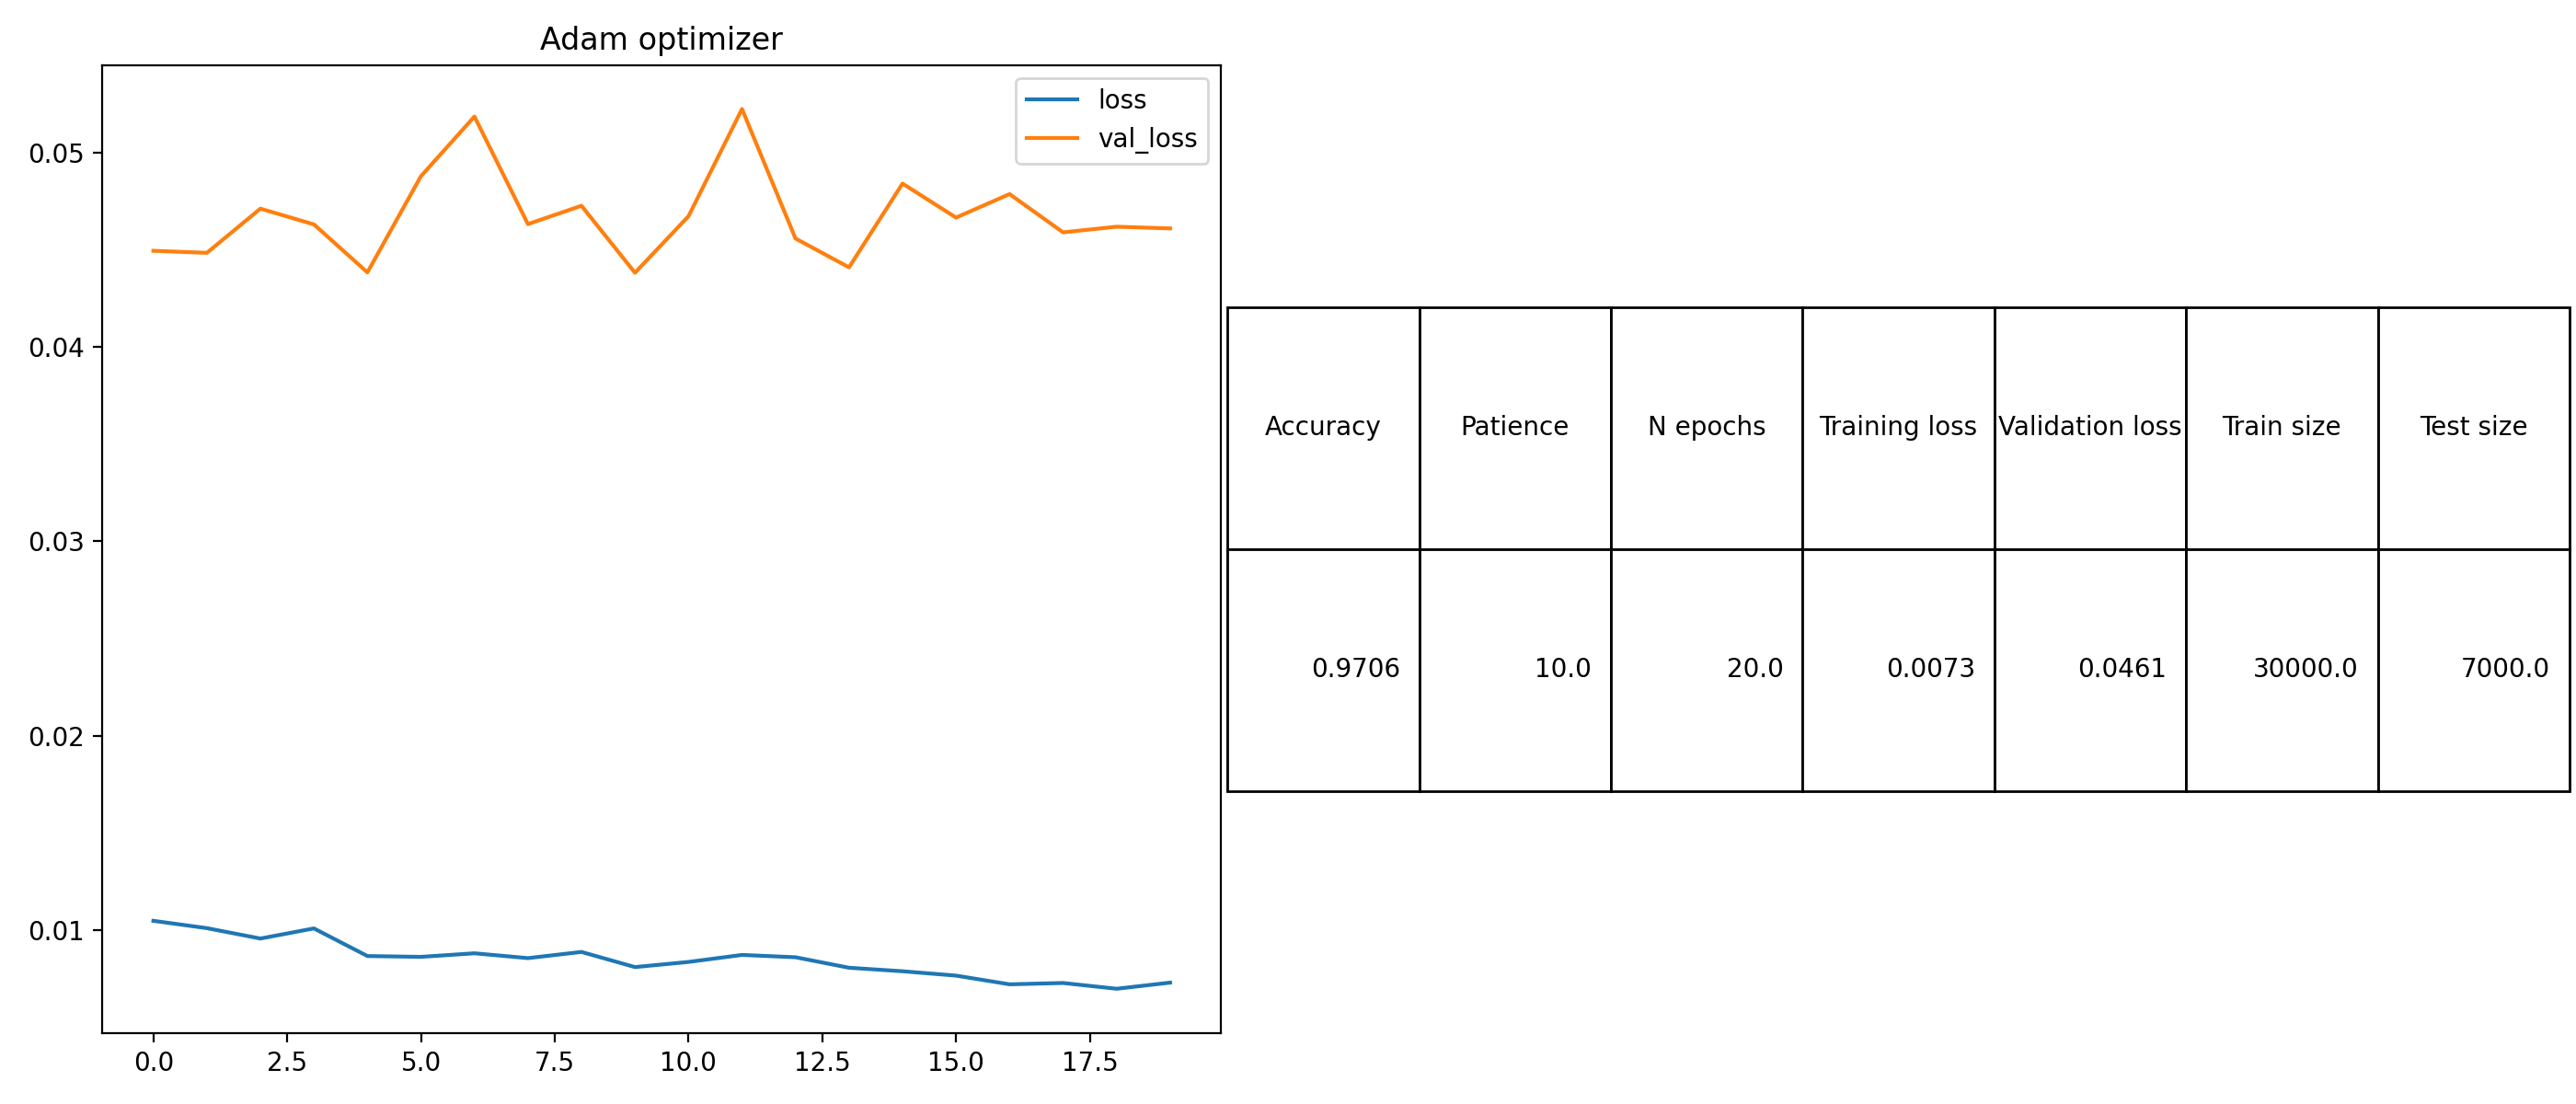 Adam optimizer
loss
val_loss
0.05
0.04
0.03
0.02
0.01
0.0 2.5 5.0 7.5 10.0 12.5 15.0 17.5
Accuracy Patience N epochs Training loss Validation loss Train size Test size
0.9706 10.0 20.0 0.0073 0.0461 30000.0 7000.0